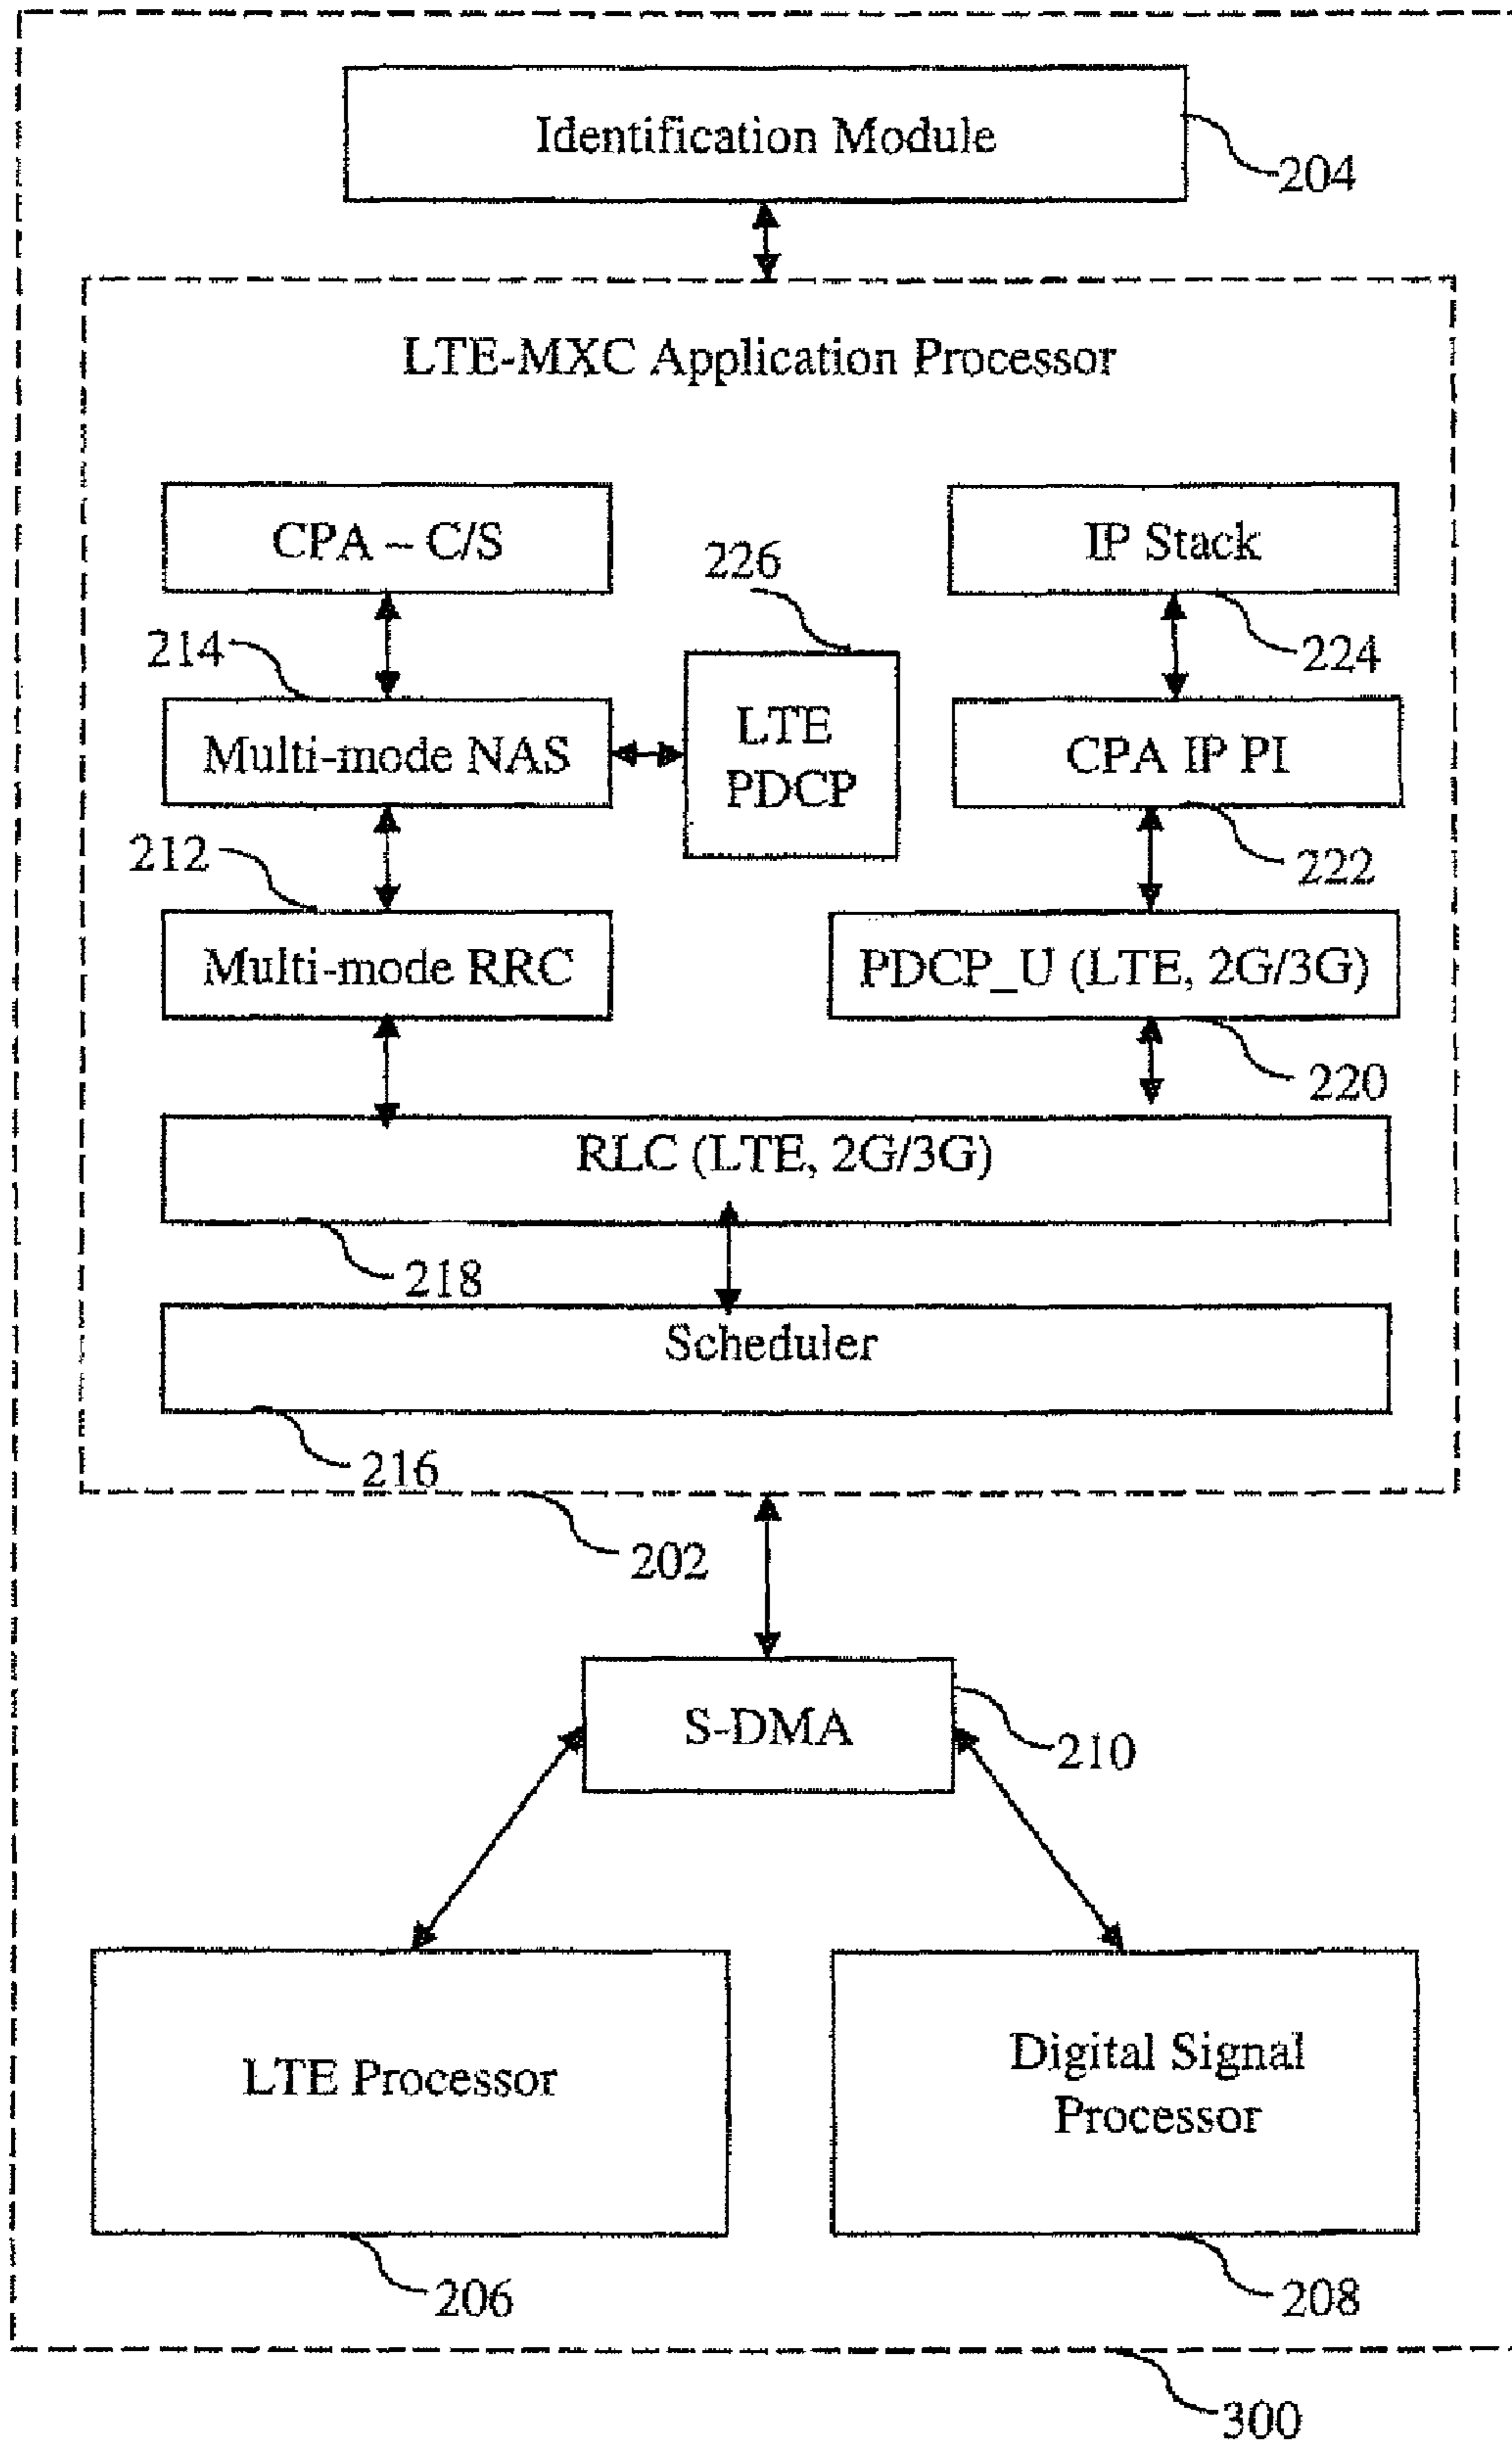 Identification Module
204
LTE-MXC Application Processor
CPA – C/S
IP Stack
226
214
224
Multi-mode NAS
LTE
PDCP
CPA IP PI
212
222
Multi-mode RRC
PDCP_U (LTE, 2G/3G)
220
RLC (LTE, 2G/3G)
218
Scheduler
216
202
S-DMA
210
LTE Processor
Digital Signal
Processor
206
208
300